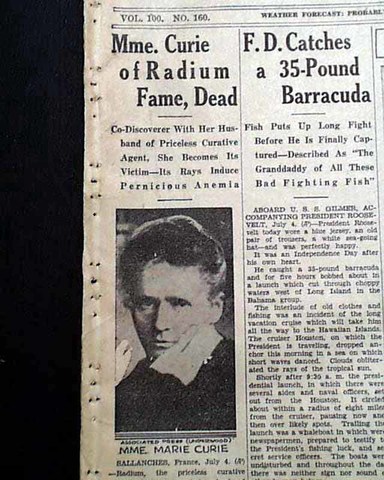 VOL. 100. NO. 160.
WEATHER FORECAST: PROBABL
Mme. Curie
of Radium
Fame, Dead
Co-Discoverer With Her Hus-
band of Priceless Curative
Agent, She Becomes Its
Victim—Its Rays Induce
Pernicious Anemia
ASSOCIATED PRESS (UNDERWOOD)
MME. MARIE CURIE
SALLANCHES, France, July 4. (P)
—Radium, the priceless curative
F. D. Catches
a 35-Pound
Barracuda
Fish Puts Up Long Fight
Before He Is Finally Cap-
tured—Described As "The
Granddaddy of All These
Bad Fighting Fish"
ABOARD U. S. S. GILMER, AC-
COMPANYING PRESIDENT ROOSE-
VELT, July 4. (P)—President Roose-
velt today wore a blue jersey, an old
pair of trousers, a white sea-going
hat—and was perfectly happy.
It was an Independence Day after
his own heart.
He caught a 35-pound barracuda
and for five hours bobbed about in
a launch which cut through choppy
waters west of Long Island in the
Bahama group.
The interlude of old clothes and
fishing was an incident of the long
vacation cruise which will take him
all the way to the Hawaiian Islands.
The cruiser Houston, on which the
President is traveling, dropped an-
chor this morning in a sea on which
short waves danced. Clouds obliter-
ated the rays of the tropical sun.
Shortly after 9:35 a. m. the presi-
dential launch, in which there were
several aides and naval officers, set
out from the Houston. It circled
about within a radius of eight miles
from the cruiser, pausing now and
then over likely spots. Trailing the
launch was a whaleboat in which were
newspapermen, prepared to testify to
the President's fishing luck, and se-
cret service officers. The boats were
undisturbed and throughout the da
there was neither sign nor sound o